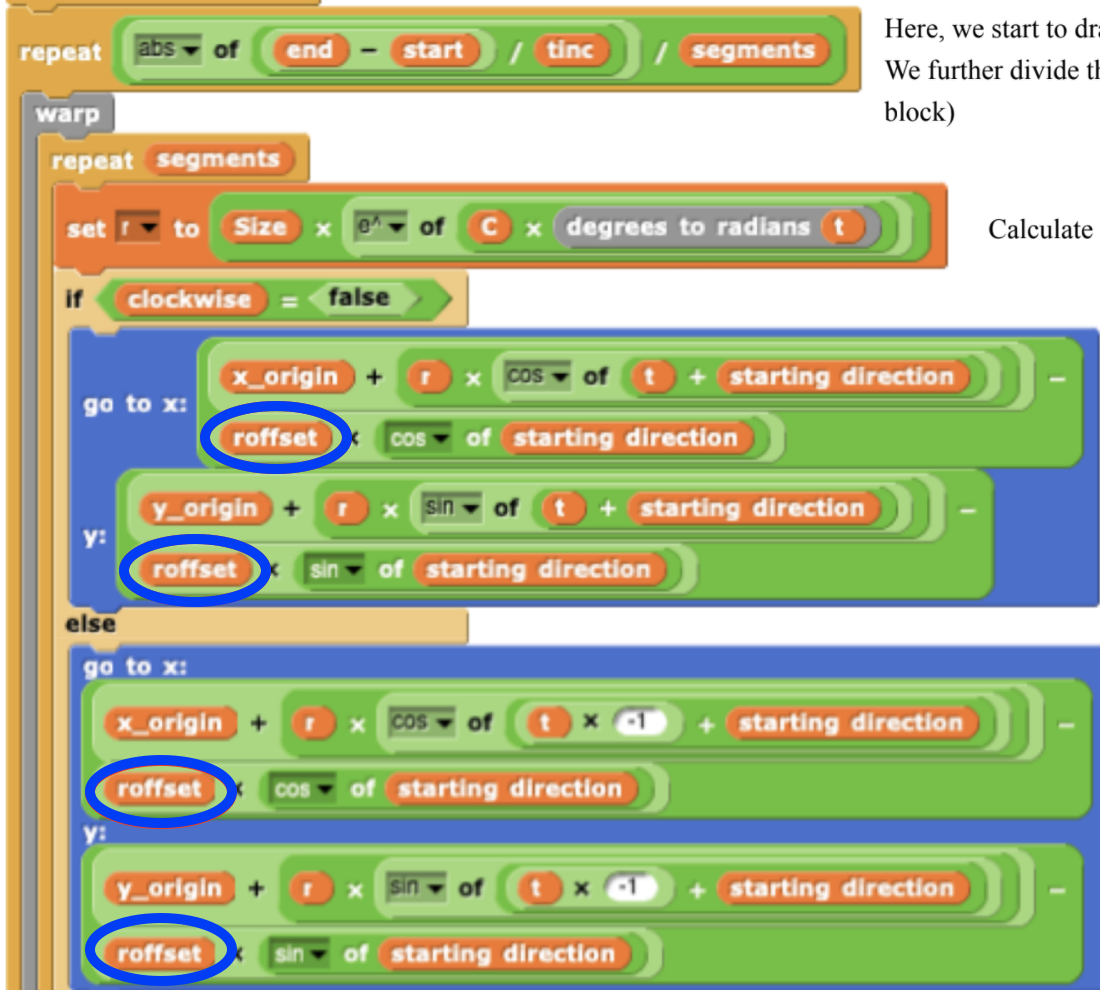 repeat abs of end - start / tinc / segments
Here, we start to dra
We further divide th
block)
warp
repeat segments
set r to Size × e^ of C × degrees to radians t
Calculate
if clockwise = false
go to x: x_origin + r × cos of t + starting direction -
roffset × cos of starting direction
y: y_origin + r × sin of t + starting direction -
roffset × sin of starting direction
else
go to x:
x_origin + r × cos of t × -1 + starting direction -
roffset × cos of starting direction
y:
y_origin + r × sin of t × -1 + starting direction -
roffset × sin of starting direction